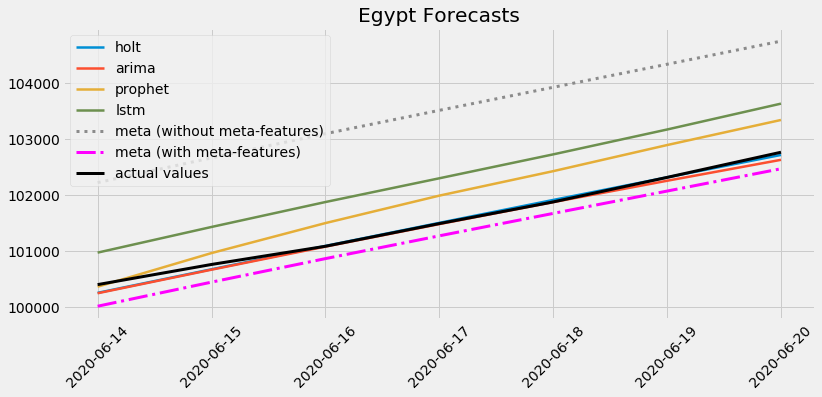 Egypt Forecasts
holt
arima
prophet
lstm
meta (without meta-features)
meta (with meta-features)
actual values
104000
103000
102000
101000
100000
2020-06-14
2020-06-15
2020-06-16
2020-06-17
2020-06-18
2020-06-19
2020-06-20